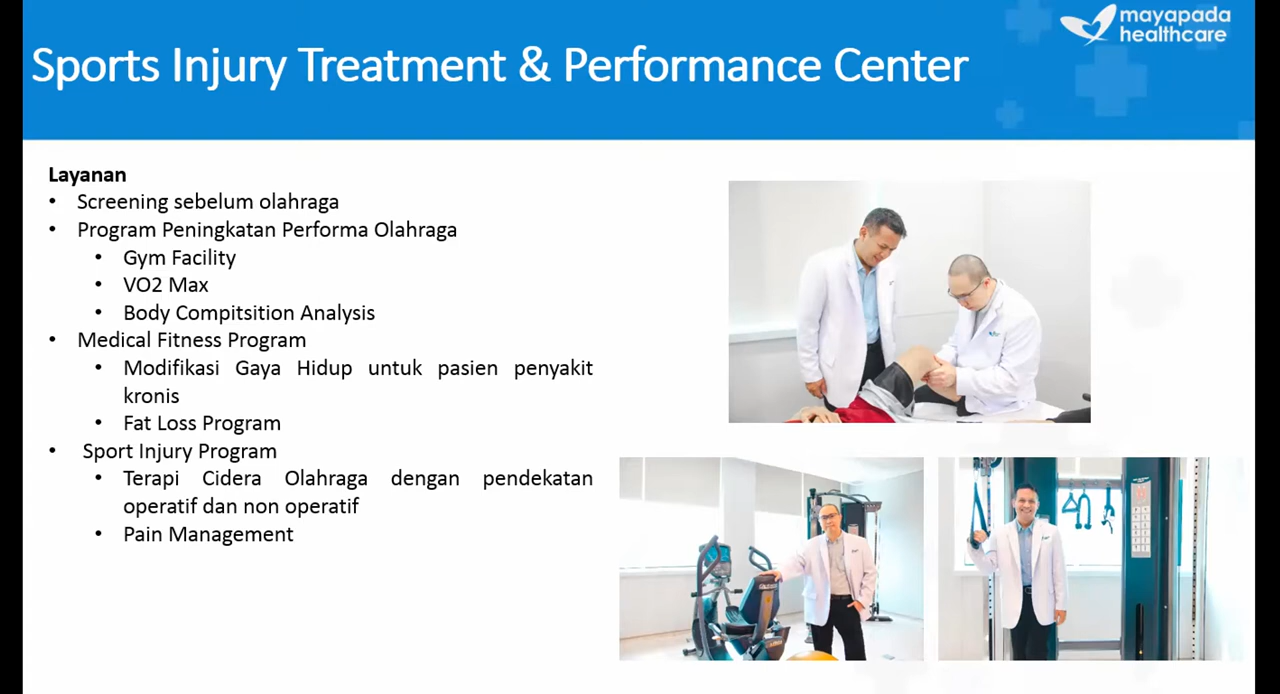 mayapada
healthcare
Sports Injury Treatment & Performance Center
Layanan
• Screening sebelum olahraga
• Program Peningkatan Performa Olahraga
• Gym Facility
• VO2 Max
• Body Compitsition Analysis
• Medical Fitness Program
• Modifikasi Gaya Hidup untuk pasien penyakit
kronis
• Fat Loss Program
• Sport Injury Program
• Terapi Cidera Olahraga dengan pendekatan
operatif dan non operatif
• Pain Management